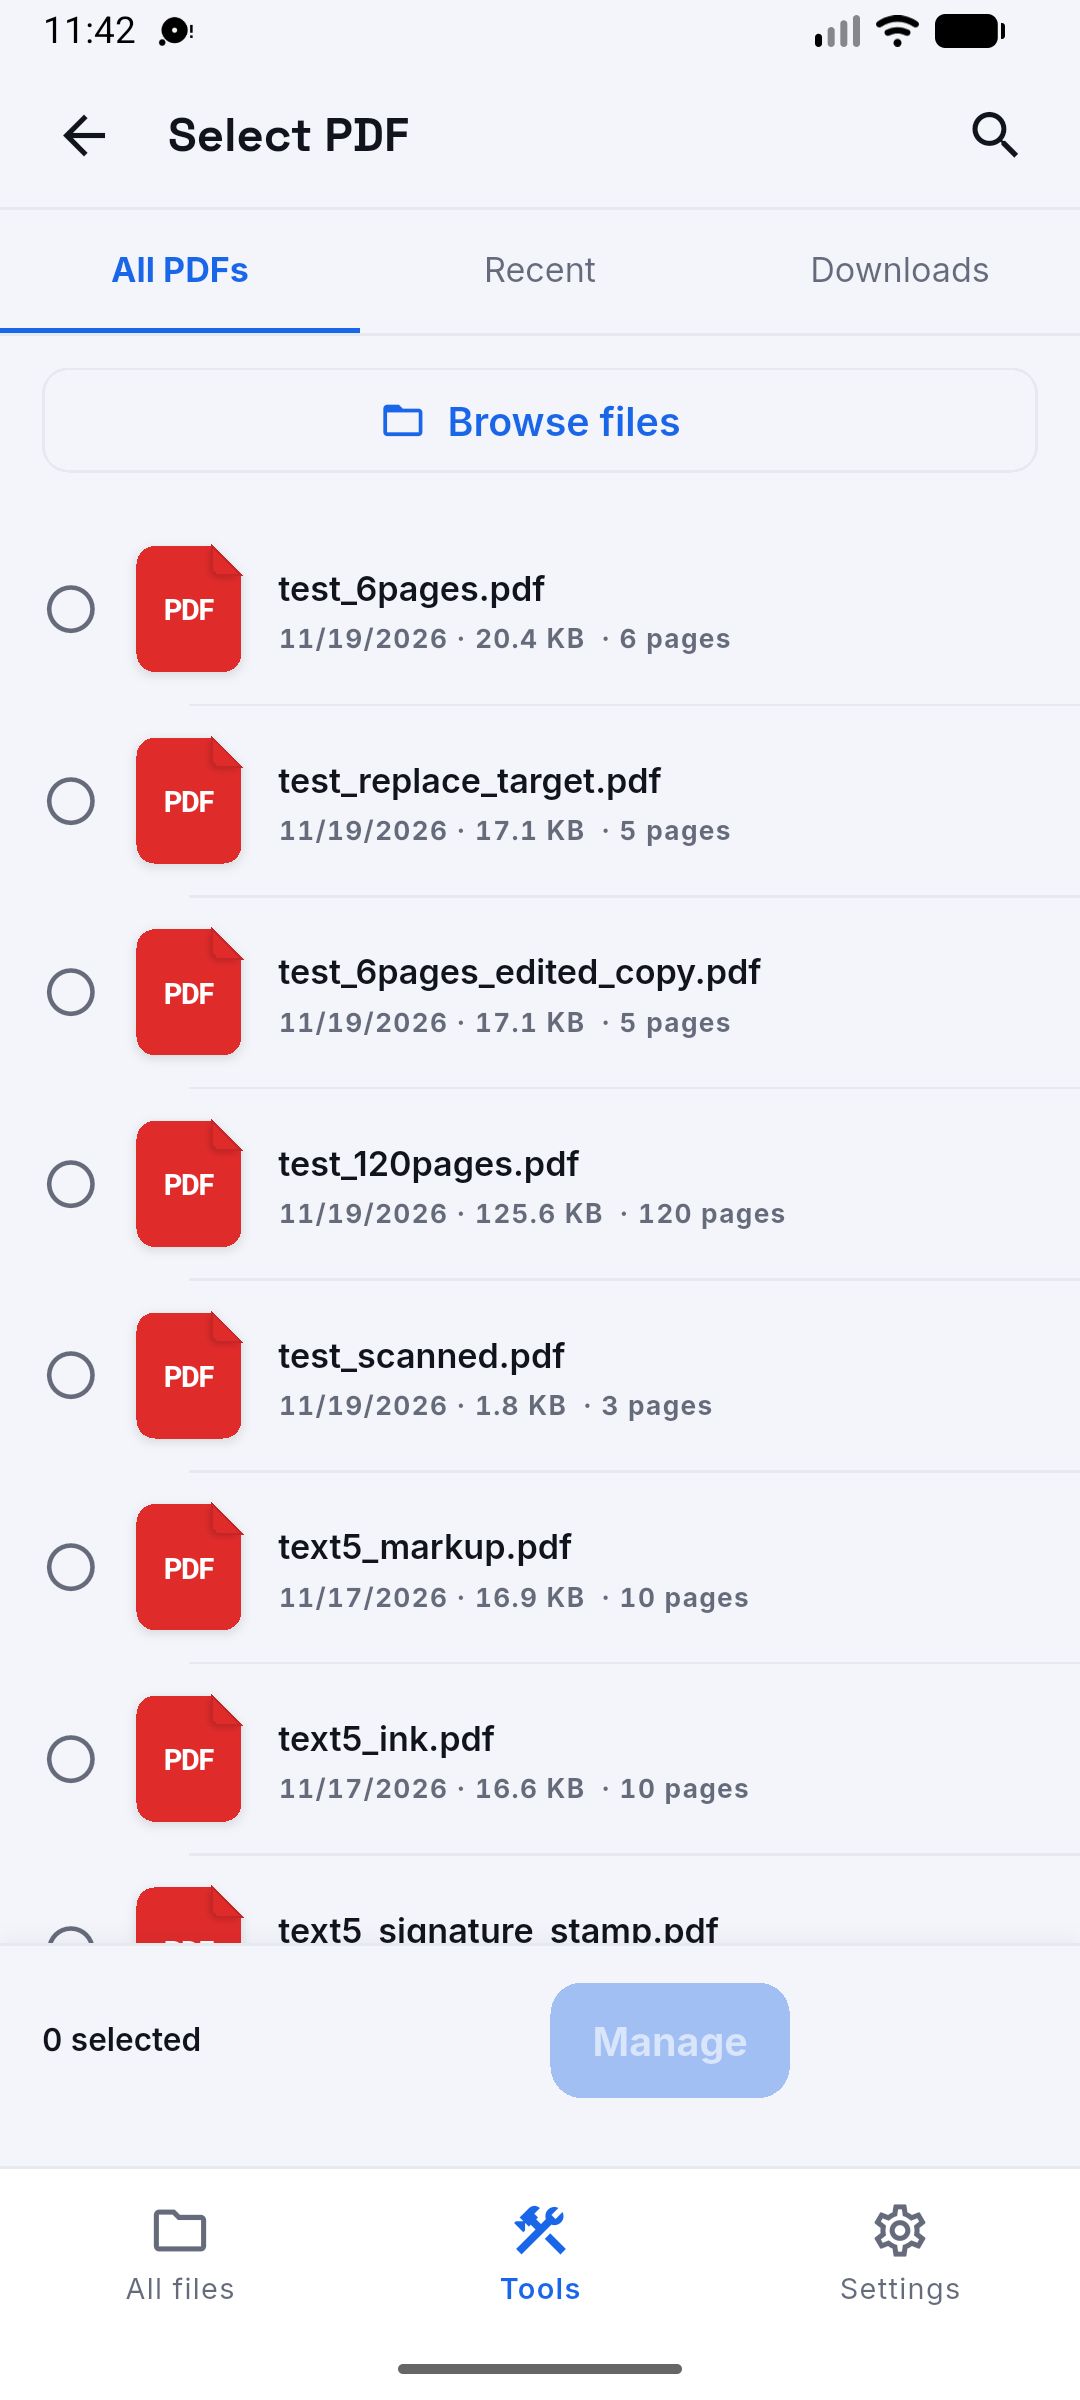 11:42
Select PDF
All PDFs
Recent
Downloads
Browse files
PDF
test_6pages.pdf
11/19/2026 · 20.4 KB · 6 pages
PDF
test_replace_target.pdf
11/19/2026 · 17.1 KB · 5 pages
PDF
test_6pages_edited_copy.pdf
11/19/2026 · 17.1 KB · 5 pages
PDF
test_120pages.pdf
11/19/2026 · 125.6 KB · 120 pages
PDF
test_scanned.pdf
11/19/2026 · 1.8 KB · 3 pages
PDF
text5_markup.pdf
11/17/2026 · 16.9 KB · 10 pages
PDF
text5_ink.pdf
11/17/2026 · 16.6 KB · 10 pages
text5_signature_stamp.pdf
0 selected
Manage
All files
Tools
Settings